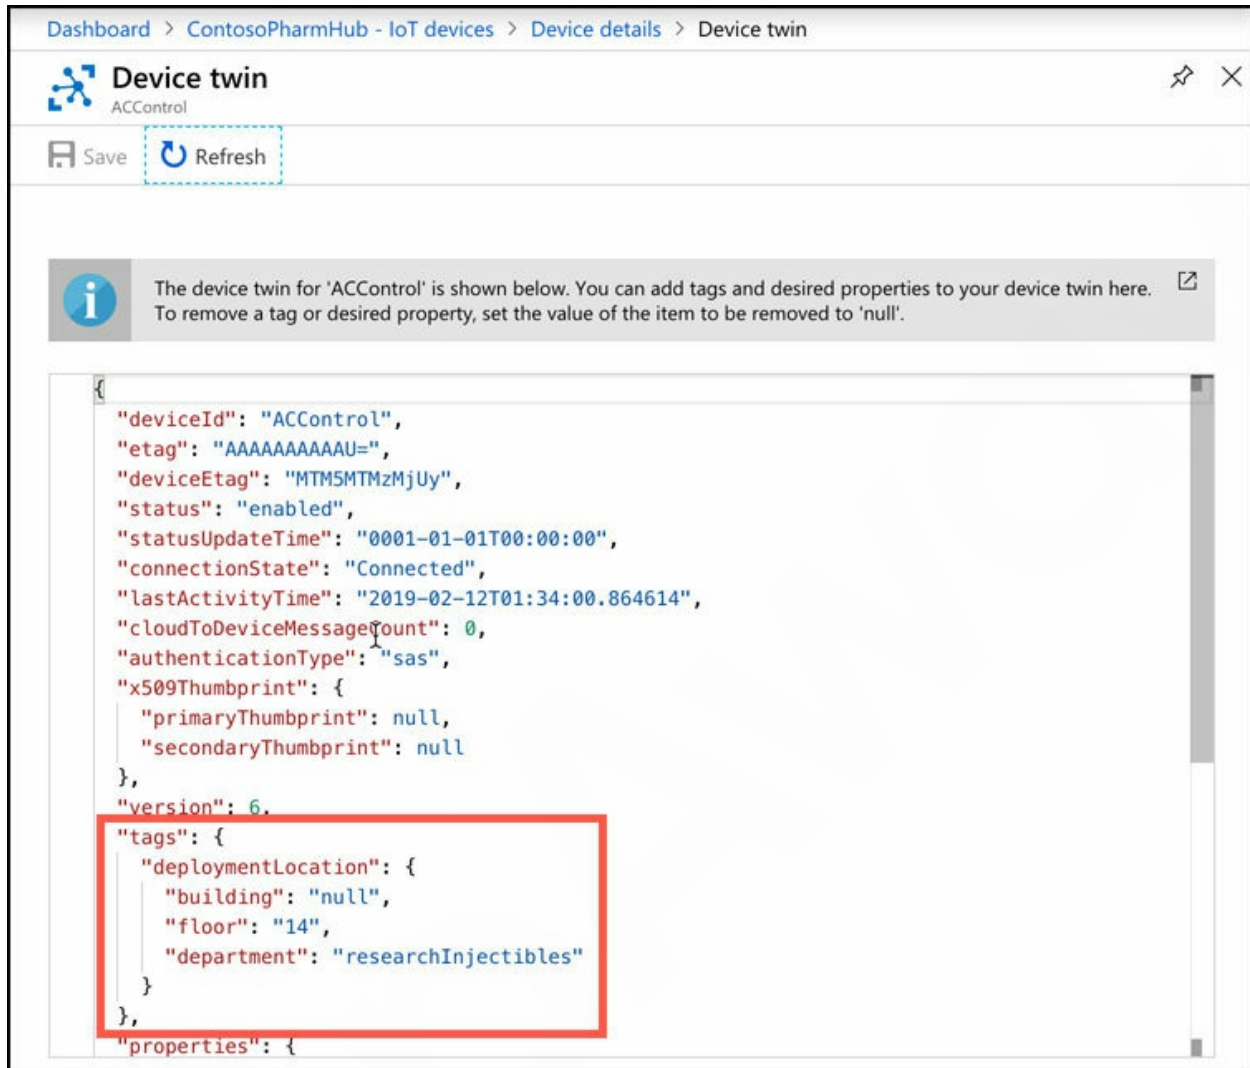 Dashboard > ContosoPharmHub - IoT devices > Device details > Device twin
Device twin
ACControl
Save Refresh
The device twin for 'ACControl' is shown below. You can add tags and desired properties to your device twin here.
To remove a tag or desired property, set the value of the item to be removed to 'null'.
{
"deviceId": "ACControl",
"etag": "AAAAAAAAAAU=",
"deviceEtag": "MTM5MTMzMjUy",
"status": "enabled",
"statusUpdateTime": "0001-01-01T00:00:00",
"connectionState": "Connected",
"lastActivityTime": "2019-02-12T01:34:00.864614",
"cloudToDeviceMessageCount": 0,
"authenticationType": "sas",
"x509Thumbprint": {
"primaryThumbprint": null,
"secondaryThumbprint": null
},
"version": 6,
"tags": {
"deploymentLocation": {
"building": "null",
"floor": "14",
"department": "researchInjectibles"
}
},
"properties": {